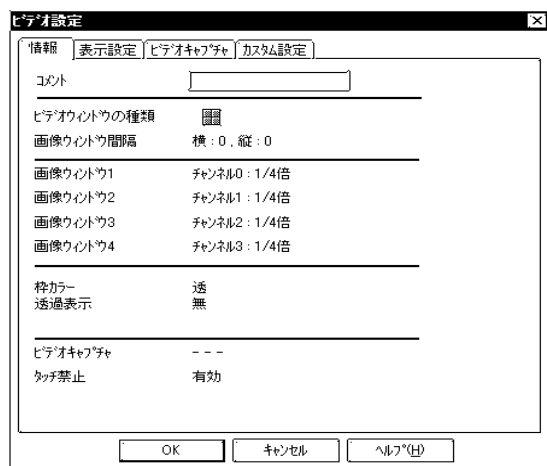 ビデオ設定
情報 表示設定 ビデオキャプチャ カスタム設定
コメント
ビデオウィンドウの種類
画像ウィンドウ間隔 横:0 , 縦:0
画像ウィンドウ1 チャンネル0:1/4倍
画像ウィンドウ2 チャンネル1:1/4倍
画像ウィンドウ3 チャンネル2:1/4倍
画像ウィンドウ4 チャンネル3:1/4倍
枠カラー 透
透過表示 無
ビデオキャプチャ - - -
タッチ禁止 有効
OK キャンセル ヘルプ(H)